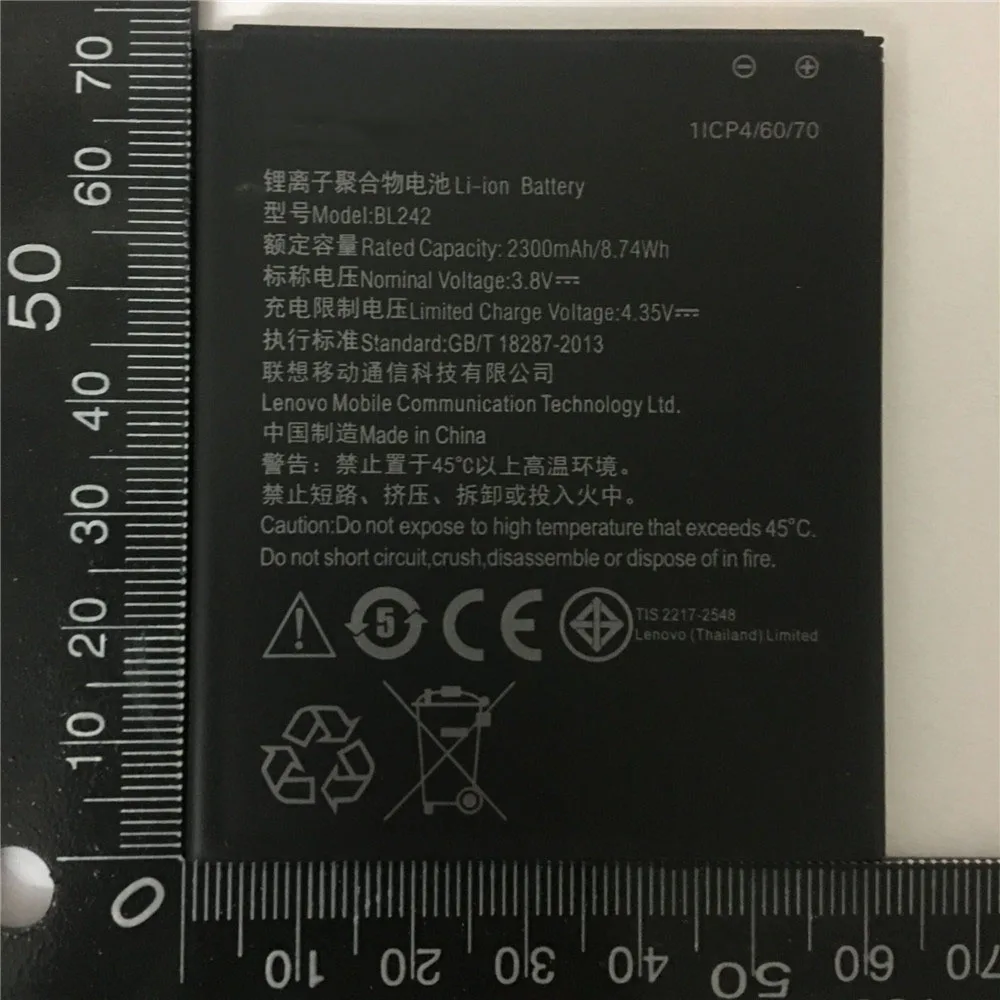 1ICP4/60/70
锂离子聚合物电池Li-ion Battery
型号Model:BL242
额定容量Rated Capacity: 2300mAh/8.74Wh
标称电压Nominal Voltage:3.8V⎓
充电限制电压Limited Charge Voltage:4.35V⎓
执行标准Standard:GB/T 18287-2013
联想移动通信科技有限公司
Lenovo Mobile Communication Technology Ltd.
中国制造Made in China
警告：禁止置于45°C以上高温环境。
禁止短路、挤压、拆卸或投入火中。
Caution:Do not expose to high temperature that exceeds 45°C.
Do not short circuit,crush,disassemble or dispose of in fire.
5
CE
TIS 2217-2548
Lenovo (Thailand) Limited
70
60
50
40
30
20
10
0
10
20
30
40
50
60
70